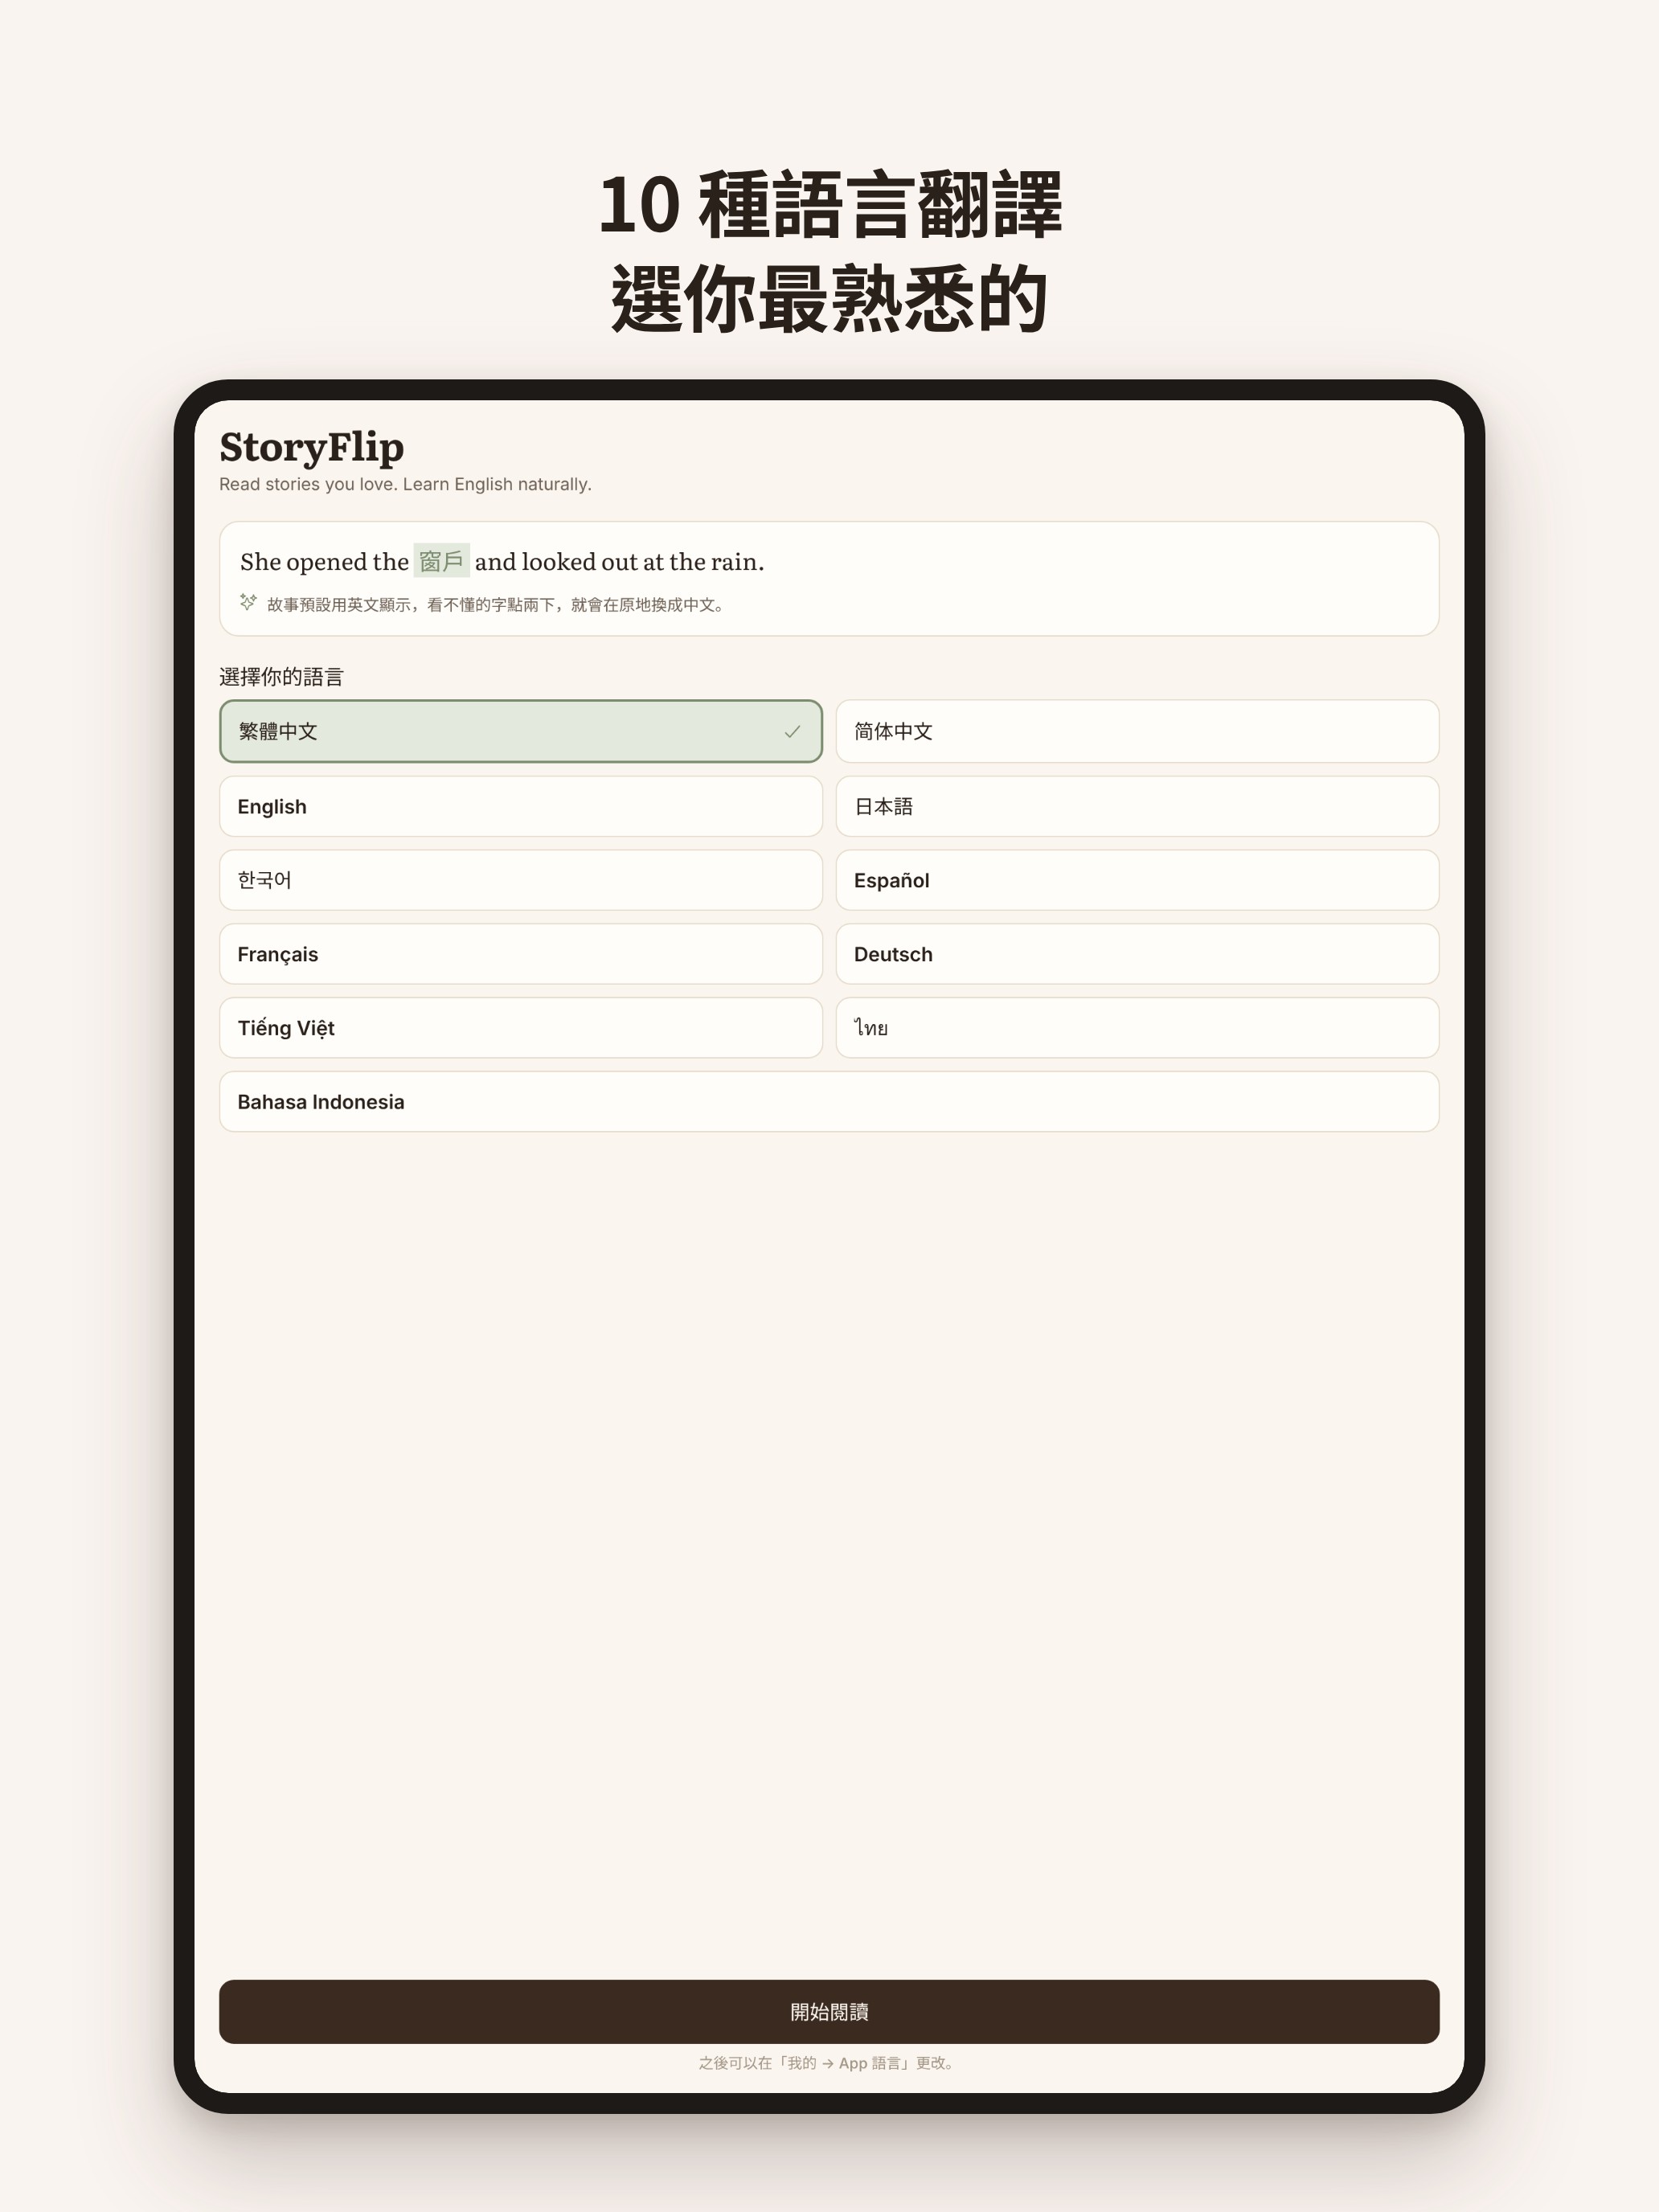 10 種語言翻譯
選你最熟悉的
StoryFlip
Read stories you love. Learn English naturally.
She opened the 窗戶 and looked out at the rain.
故事預設用英文顯示，看不懂的字點兩下，就會在原地換成中文。
選擇你的語言
繁體中文
简体中文
English
日本語
한국어
Español
Français
Deutsch
Tiếng Việt
ไทย
Bahasa Indonesia
開始閱讀
之後可以在「我的 → App 語言」更改。